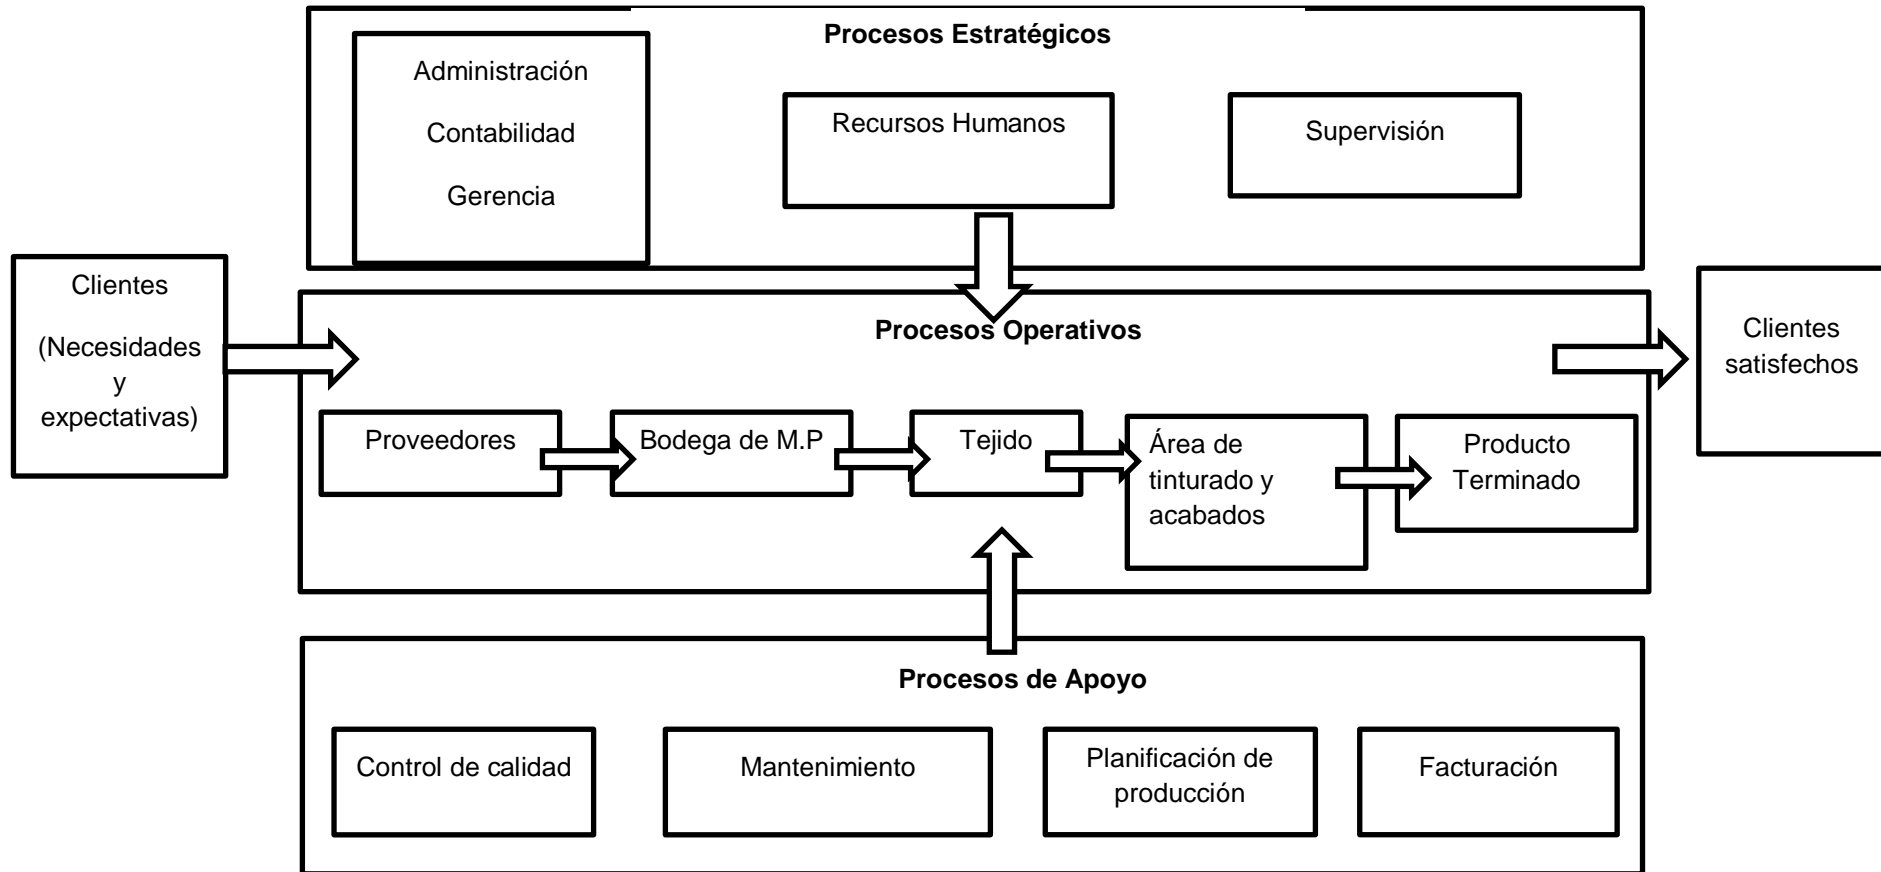 Procesos Estratégicos
Administración
Contabilidad
Gerencia
Recursos Humanos
Supervisión
Clientes
(Necesidades
y
expectativas)
Procesos Operativos
Proveedores
Bodega de M.P
Tejido
Área de
tinturado y
acabados
Producto
Terminado
Clientes
satisfechos
Procesos de Apoyo
Control de calidad
Mantenimiento
Planificación de
producción
Facturación